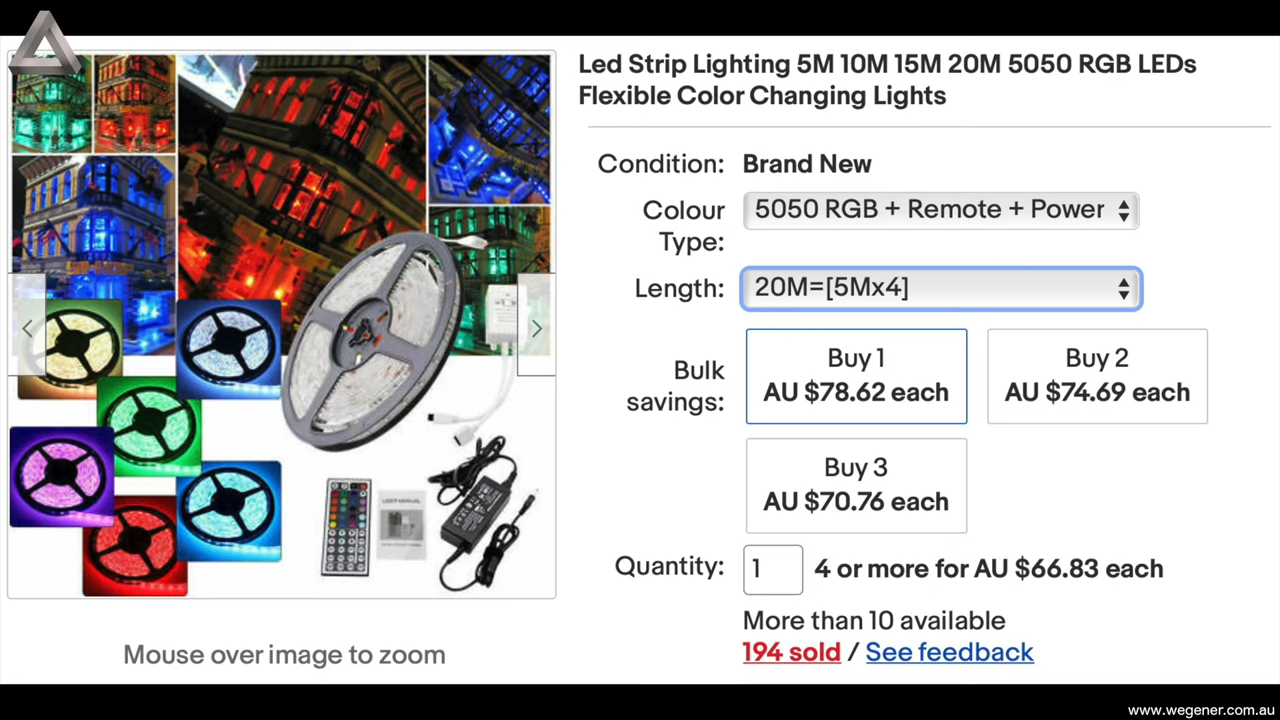 Led Strip Lighting 5M 10M 15M 20M 5050 RGB LEDs
Flexible Color Changing Lights
Condition: Brand New
Colour Type: 5050 RGB + Remote + Power
Length: 20M=[5Mx4]
Bulk savings:
Buy 1
AU $78.62 each
Buy 2
AU $74.69 each
Buy 3
AU $70.76 each
Quantity: 1 4 or more for AU $66.83 each
More than 10 available
194 sold / See feedback
USER MANUAL
Mouse over image to zoom
www.wegener.com.au